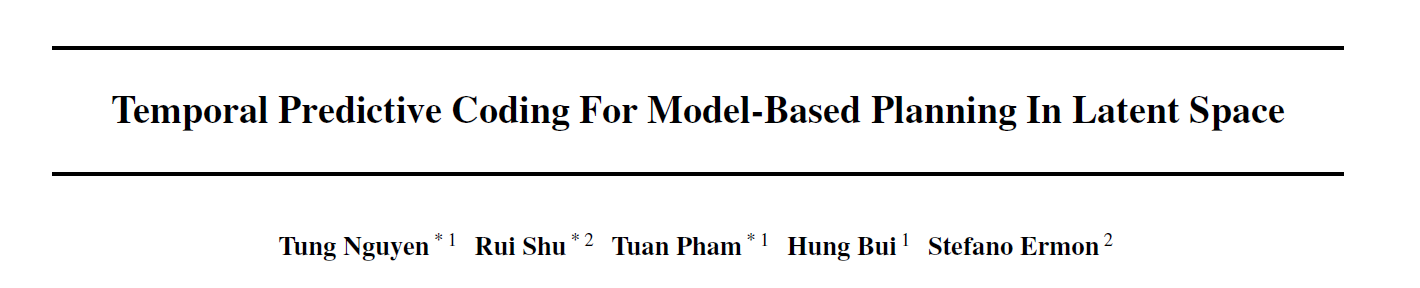 Temporal Predictive Coding For Model-Based Planning In Latent Space
Tung Nguyen * 1 Rui Shu * 2 Tuan Pham * 1 Hung Bui 1 Stefano Ermon 2